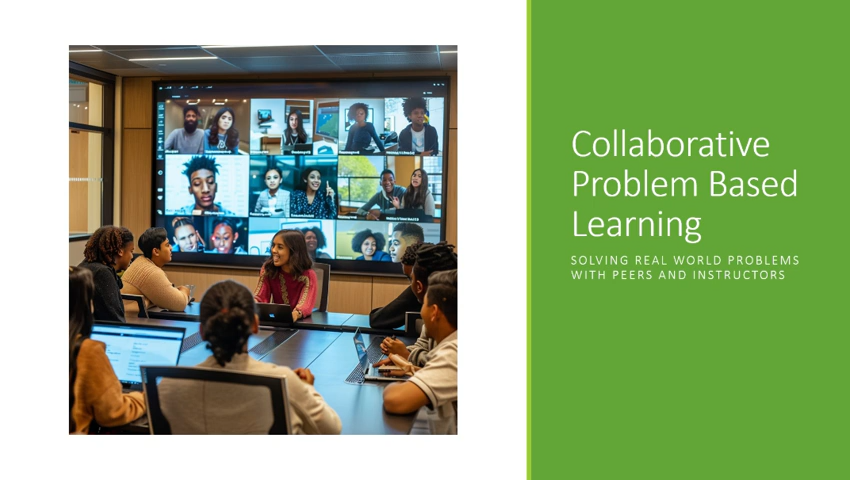 Collaborative
Problem Based
Learning
SOLVING REAL WORLD PROBLEMS
WITH PEERS AND INSTRUCTORS